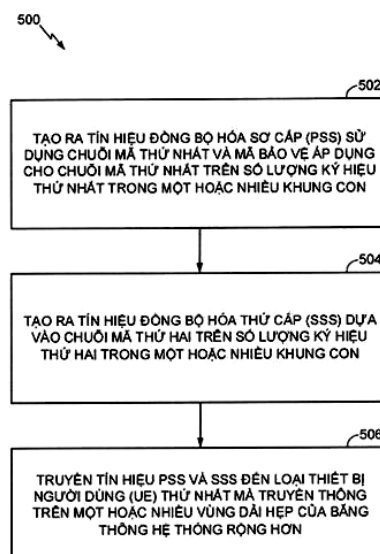 500
502
TẠO RA TÍN HIỆU ĐỒNG BỘ HÓA SƠ CẤP (PSS) SỬ
DỤNG CHUỖI MÃ THỨ NHẤT VÀ MÃ BẢO VỆ ÁP DỤNG
CHO CHUỖI MÃ THỨ NHẤT TRÊN SỐ LƯỢNG KÝ HIỆU
THỨ NHẤT TRONG MỘT HOẶC NHIỀU KHUNG CON
504
TẠO RA TÍN HIỆU ĐỒNG BỘ HÓA THỨ CẤP (SSS) DỰA
VÀO CHUỖI MÃ THỨ HAI TRÊN SỐ LƯỢNG KÝ HIỆU
THỨ HAI TRONG MỘT HOẶC NHIỀU KHUNG CON
506
TRUYỀN TÍN HIỆU PSS VÀ SSS ĐẾN LOẠI THIẾT BỊ
NGƯỜI DÙNG (UE) THỨ NHẤT MÀ TRUYỀN THÔNG
TRÊN MỘT HOẶC NHIỀU VÙNG DẢI HẸP CỦA BĂNG
THÔNG HỆ THỐNG RỘNG HƠN